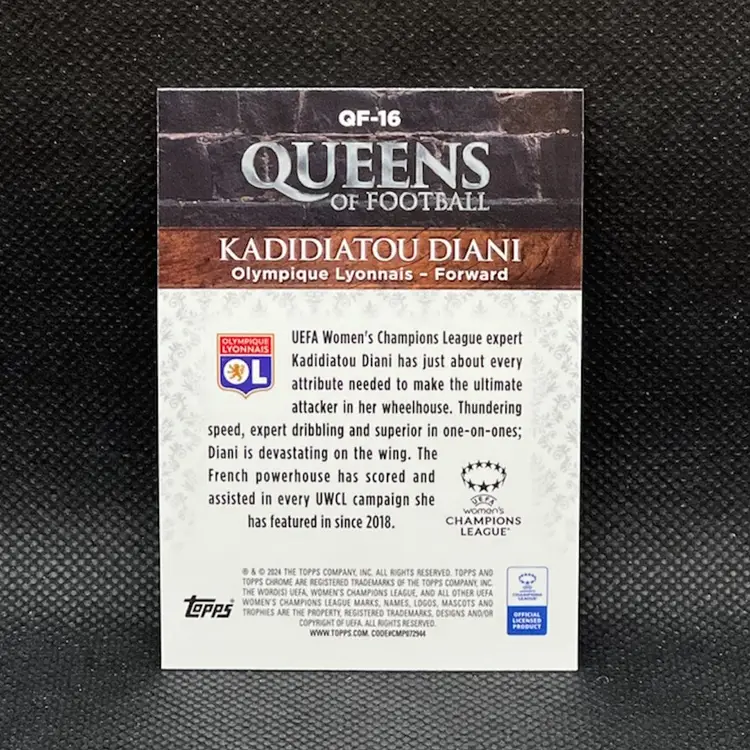 QF-16
QUEENS
OF FOOTBALL
KADIDIATOU DIANI
Olympique Lyonnais - Forward
OLYMPIQUE
LYONNAIS
OL
UEFA Women's Champions League expert
Kadidiatou Diani has just about every
attribute needed to make the ultimate
attacker in her wheelhouse. Thundering
speed, expert dribbling and superior in one-on-ones;
Diani is devastating on the wing. The
French powerhouse has scored and
assisted in every UWCL campaign she
has featured in since 2018.
UEFA
women's
CHAMPIONS
LEAGUE
® & © 2024 THE TOPPS COMPANY, INC. ALL RIGHTS RESERVED. TOPPS AND
TOPPS CHROME ARE REGISTERED TRADEMARKS OF THE TOPPS COMPANY, INC.
THE WORD(S) UEFA, WOMEN'S CHAMPIONS LEAGUE, AND ALL OTHER UEFA
WOMEN'S CHAMPIONS LEAGUE MARKS, NAMES, LOGOS, MASCOTS AND
TROPHIES ARE THE PROPERTY, REGISTERED TRADEMARKS, DESIGNS AND/OR
COPYRIGHT OF UEFA. ALL RIGHTS RESERVED.
WWW.TOPPS.COM. CODE#CMP072944
Topps
CHAMPIONS
LEAGUE
OFFICIAL
LICENSED
PRODUCT